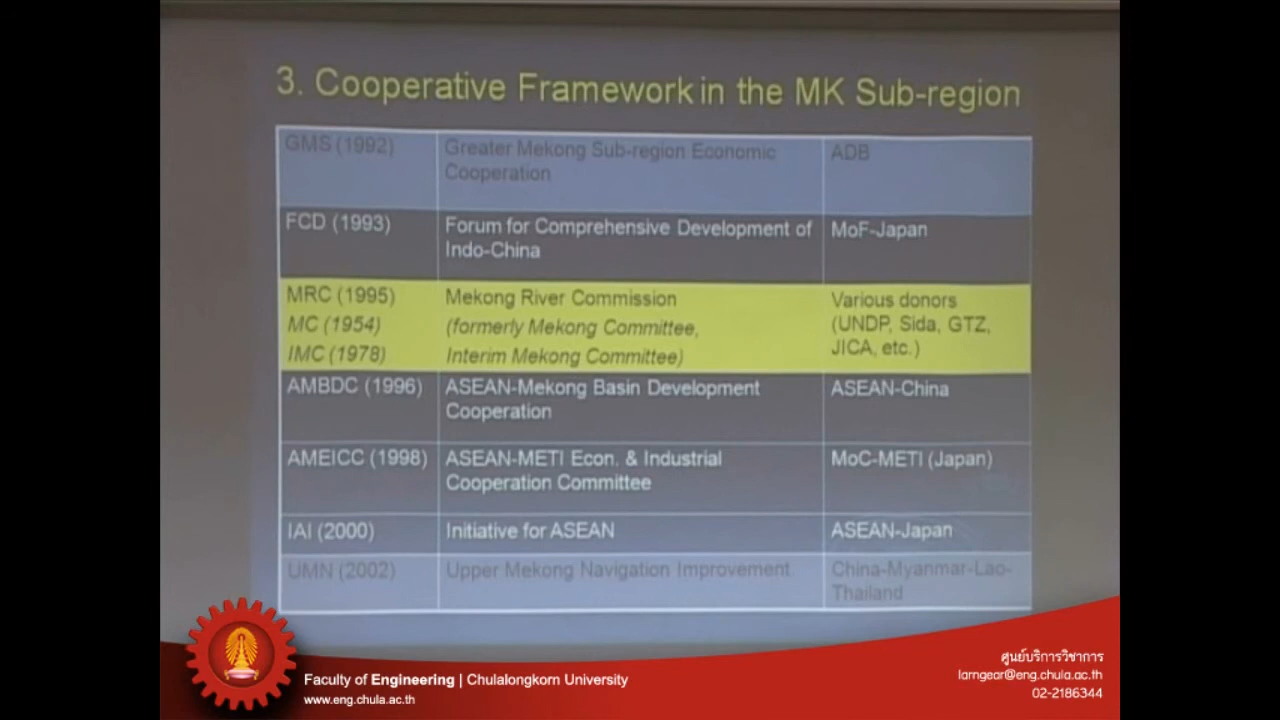 3. Cooperative Framework in the MK Sub-region
GMS (1992)
Greater Mekong Sub-region Economic
Cooperation
ADB
FCD (1993)
Forum for Comprehensive Development of
Indo-China
MoF-Japan
MRC (1995)
MC (1954)
IMC (1978)
Mekong River Commission
(formerly Mekong Committee,
Interim Mekong Committee)
Various donors
(UNDP, Sida, GTZ,
JICA, etc.)
AMBDC (1996)
ASEAN-Mekong Basin Development
Cooperation
ASEAN-China
AMEICC (1998)
ASEAN-METI Econ. & Industrial
Cooperation Committee
MoC-METI (Japan)
IAI (2000)
Initiative for ASEAN
ASEAN-Japan
UMN (2002)
Upper Mekong Navigation Improvement
China-Myanmar-Lao-
Thailand
Faculty of Engineering | Chulalongkorn University
www.eng.chula.ac.th
ศูนย์บริการวิชาการ
larngear@eng.chula.ac.th
02-2186344